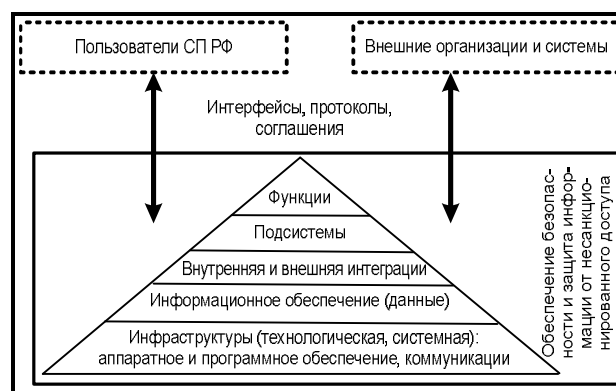 Пользователи СП РФ
Внешние организации и системы
Интерфейсы, протоколы,
соглашения
Функции
Подсистемы
Внутренняя и внешняя интеграции
Информационное обеспечение (данные)
Инфраструктуры (технологическая, системная):
аппаратное и программное обеспечение, коммуникации
Обеспечение безопас-
ности и защита инфор-
мации от несанкцио-
нированного доступа